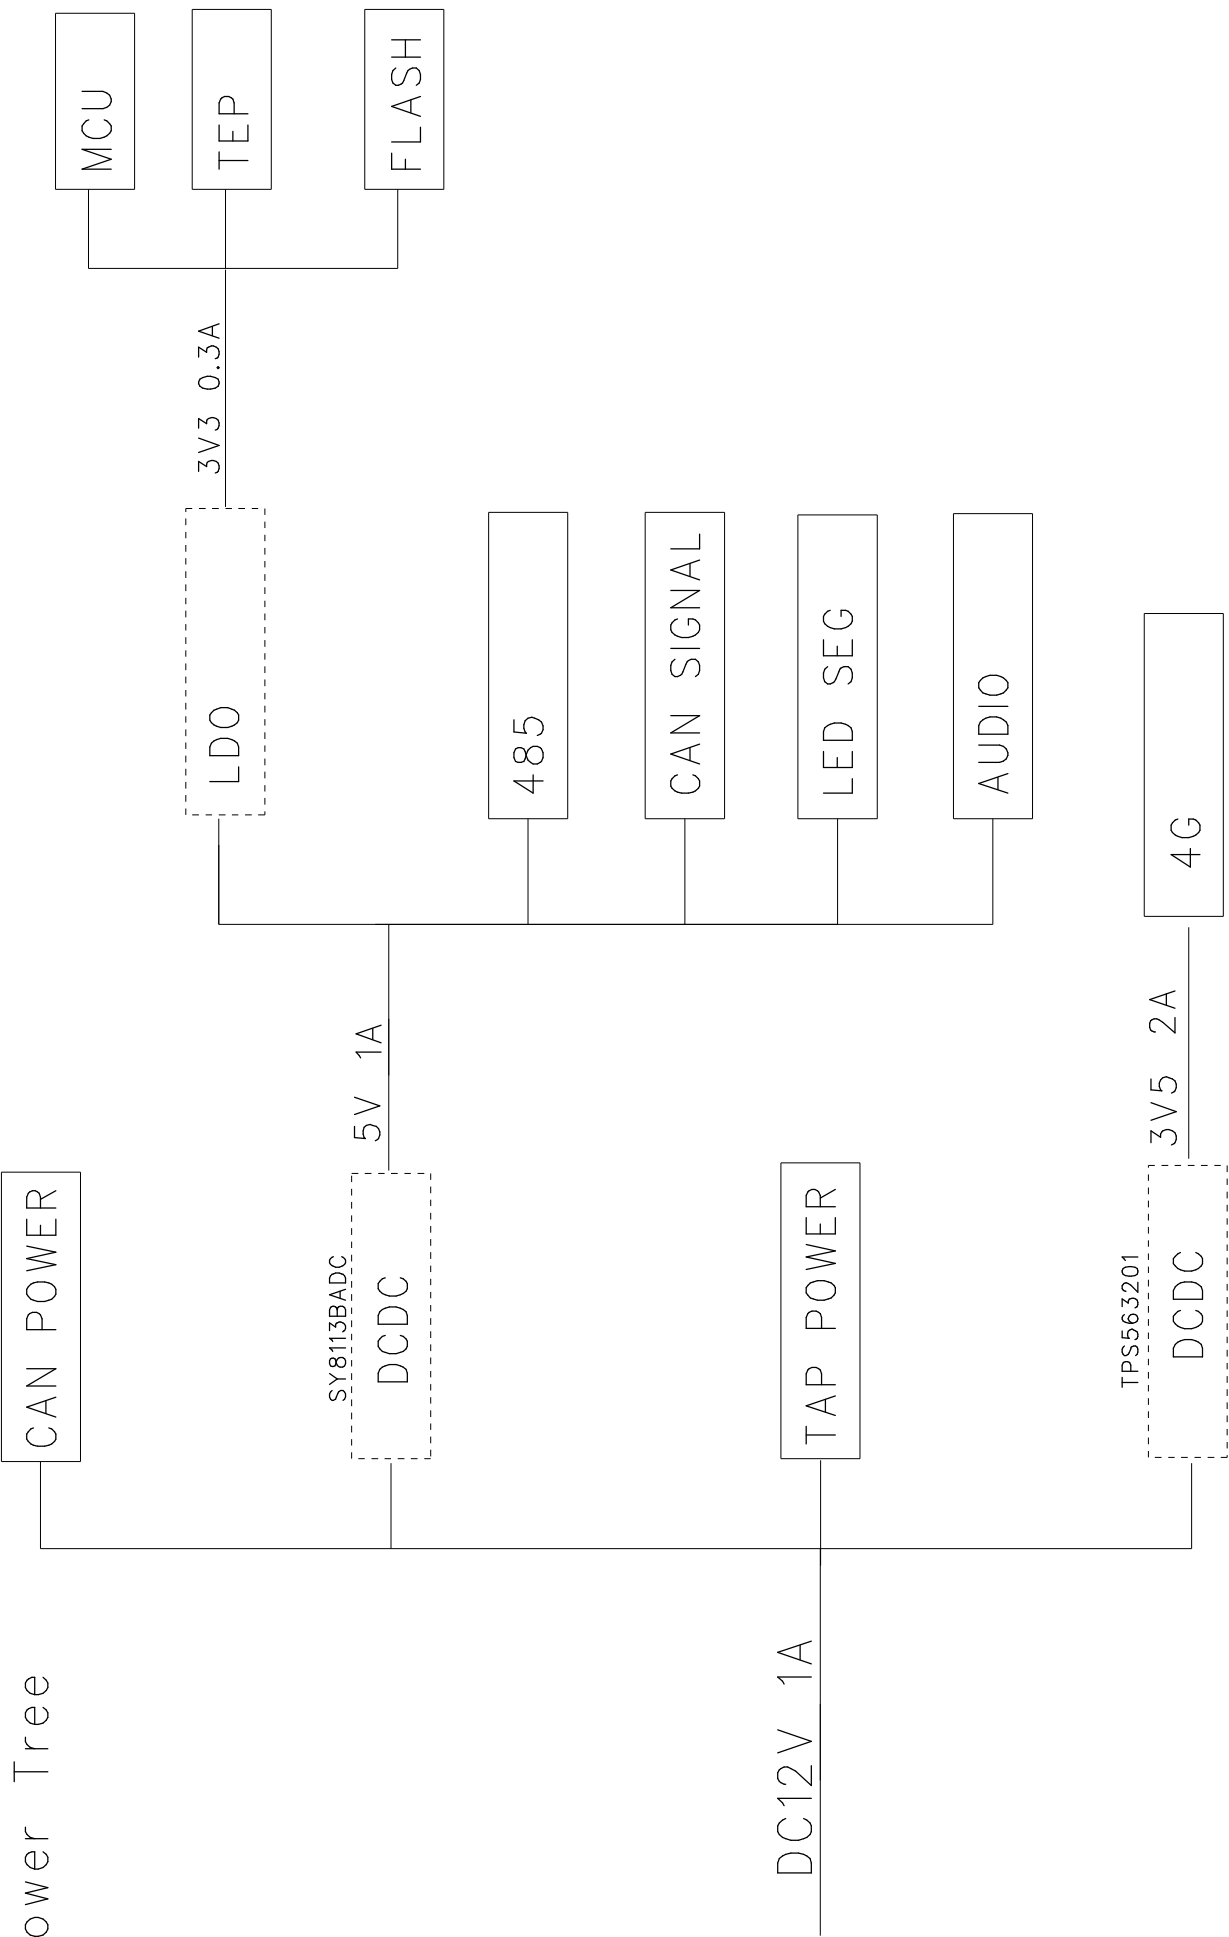 ower Tree
CAN POWER
SY8113BADC
DCDC
5V 1A
LDO
3V3 0.3A
MCU
TEP
FLASH
485
CAN SIGNAL
LED SEG
AUDIO
DC12V 1A
TAP POWER
TPS563201
DCDC
3V5 2A
4G